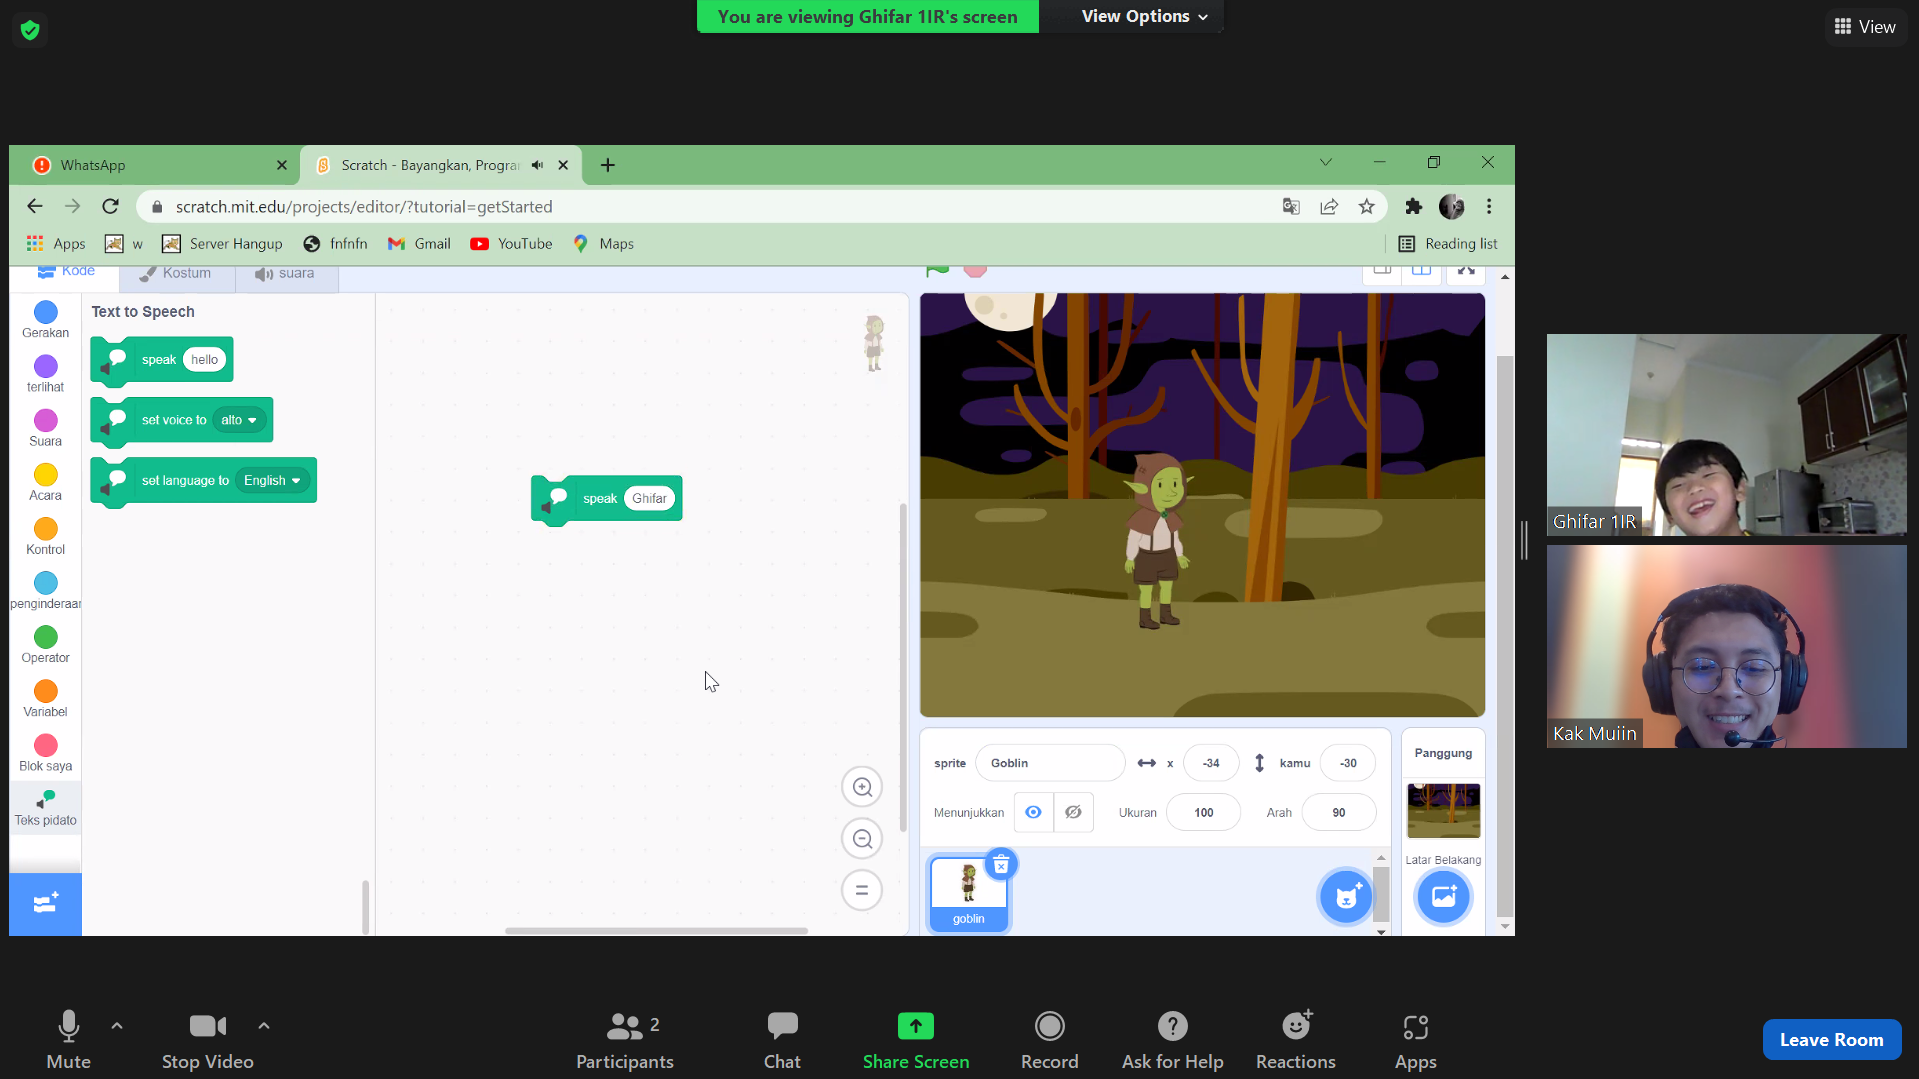 You are viewing Ghifar 1IR's screen
View Options
View
WhatsApp
Scratch - Bayangkan, Progra
scratch.mit.edu/projects/editor/?tutorial=getStarted
Apps
w
Server Hangup
fnfnfn
Gmail
YouTube
Maps
Reading list
Kode
Kostum
suara
Gerakan
terlihat
Suara
Acara
Kontrol
penginderaan
Operator
Variabel
Blok saya
Teks pidato
Text to Speech
speak hello
set voice to alto
set language to English
speak Ghifar
sprite Goblin x -34 kamu -30
Menunjukkan Ukuran 100 Arah 90
goblin
Panggung
Latar Belakang
Ghifar 1IR
Kak Muiin
Mute
Stop Video
2
Participants
Chat
Share Screen
Record
Ask for Help
Reactions
Apps
Leave Room